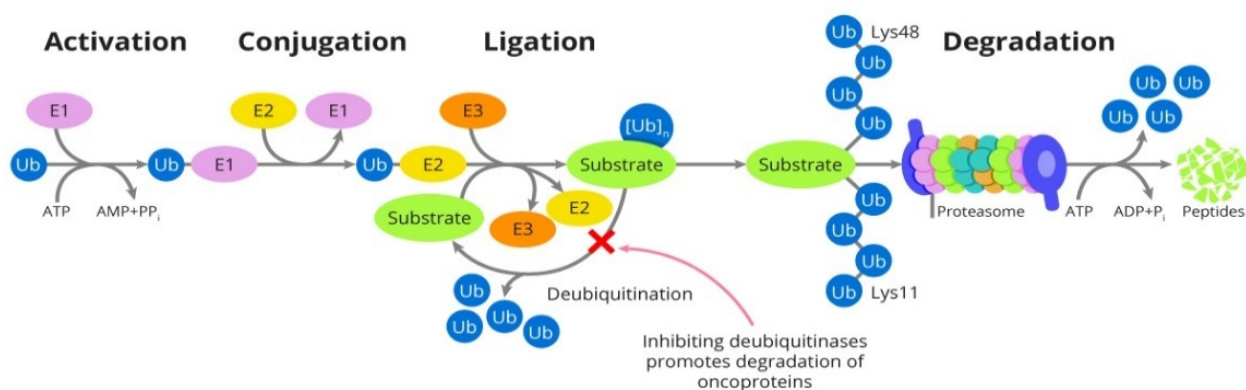 Activation
Conjugation
Ligation
Degradation
Ub
E1
ATP
AMP+PPi
Ub
E1
E2
E1
Ub
E2
E3
Substrate
E3
E2
[Ub]n
Substrate
Deubiquitination
Ub
Ub
Ub
Ub
Inhibiting deubiquitinases
promotes degradation of
oncoproteins
Ub
Lys48
Ub
Ub
Ub
Substrate
Ub
Ub
Ub
Ub
Lys11
Proteasome
ATP
ADP+Pi
Ub
Ub
Ub
Ub
Peptides